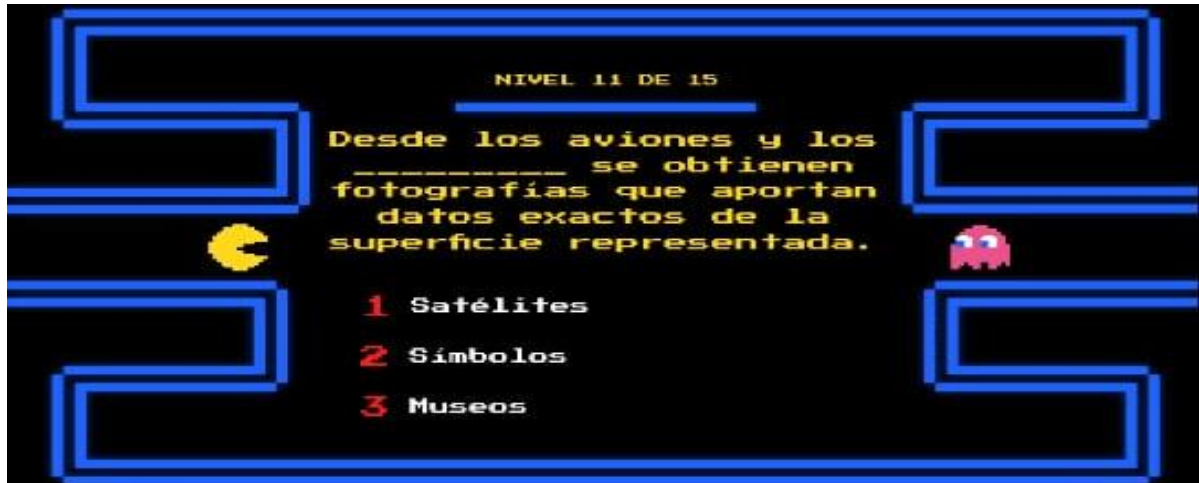 NIVEL 11 DE 15
Desde los aviones y los
_________ se obtienen
fotografías que aportan
datos exactos de la
superficie representada.
1 Satélites
2 Símbolos
3 Museos